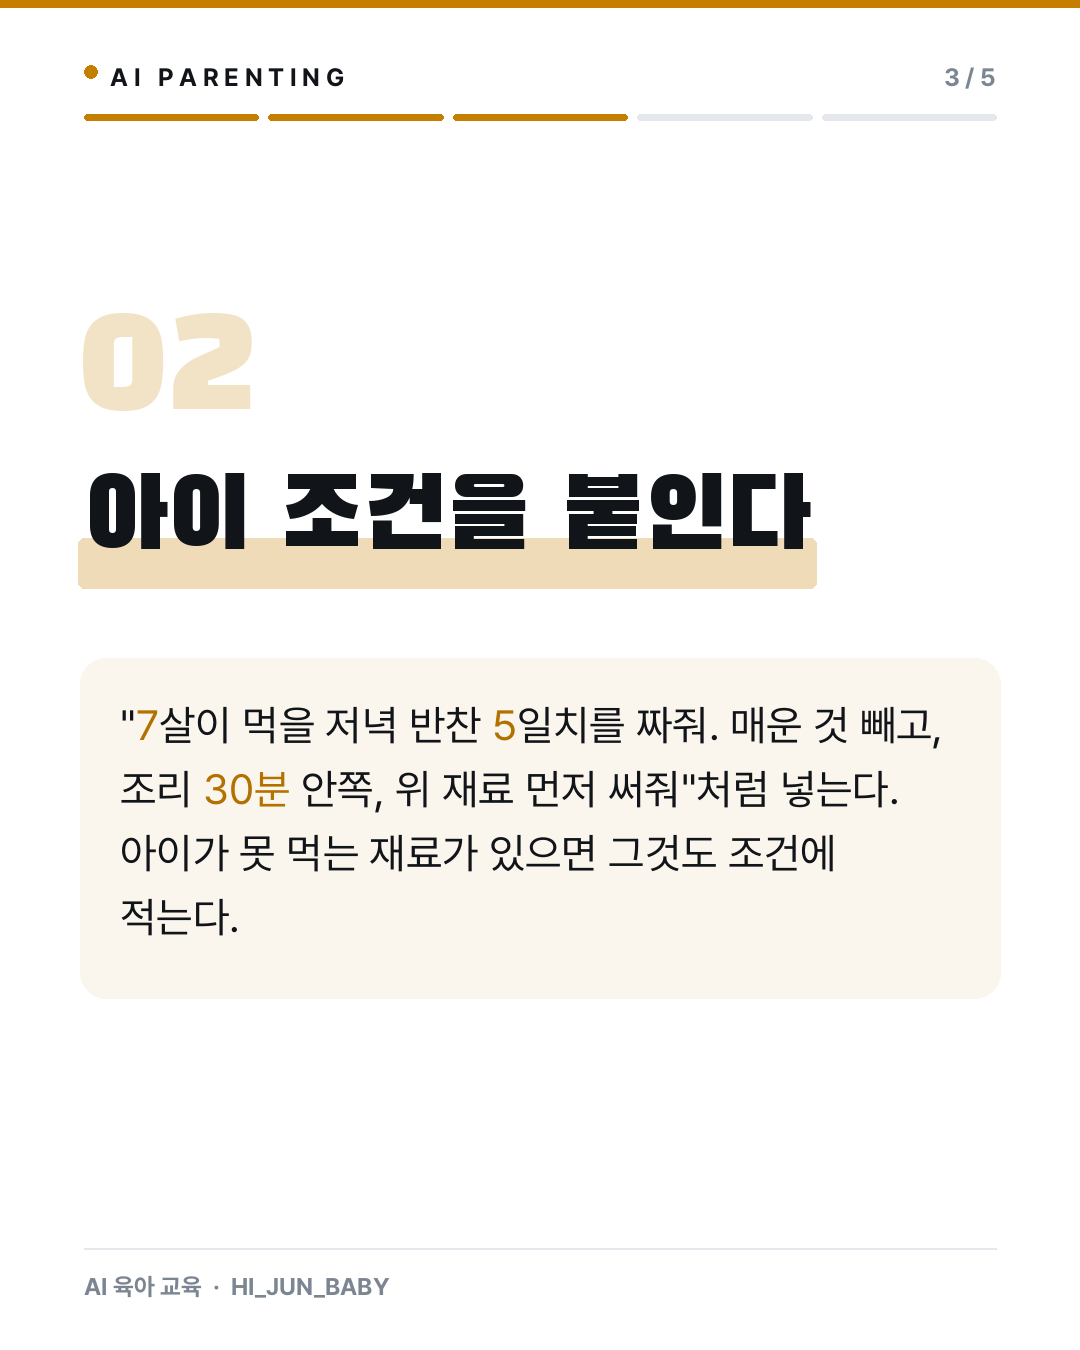 AI PARENTING
3 / 5
02
아이 조건을 붙인다
"7살이 먹을 저녁 반찬 5일치를 짜줘. 매운 것 빼고,
조리 30분 안쪽, 위 재료 먼저 써줘"처럼 넣는다.
아이가 못 먹는 재료가 있으면 그것도 조건에
적는다.
AI 육아 교육 · HI_JUN_BABY